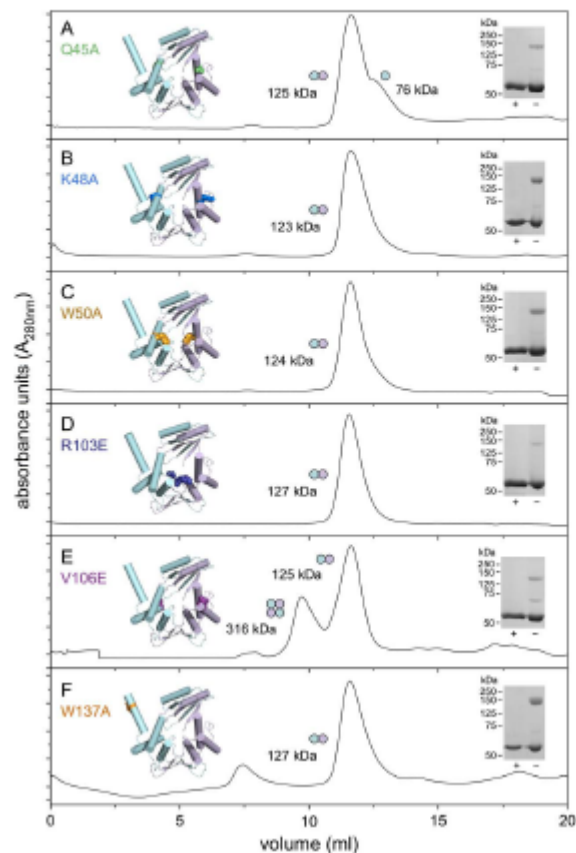 A
Q45A
125 kDa
76 kDa
kDa
250
150
125
75
50
+ −
B
K48A
123 kDa
kDa
250
150
125
75
50
+ −
C
W50A
124 kDa
kDa
250
150
125
75
50
+ −
D
R103E
127 kDa
kDa
250
150
125
75
50
+ −
E
V106E
125 kDa
316 kDa
kDa
250
150
125
75
50
+ −
F
W137A
127 kDa
kDa
250
150
125
75
50
+ −
absorbance units (A280nm)
0 5 10 15 20
volume (ml)